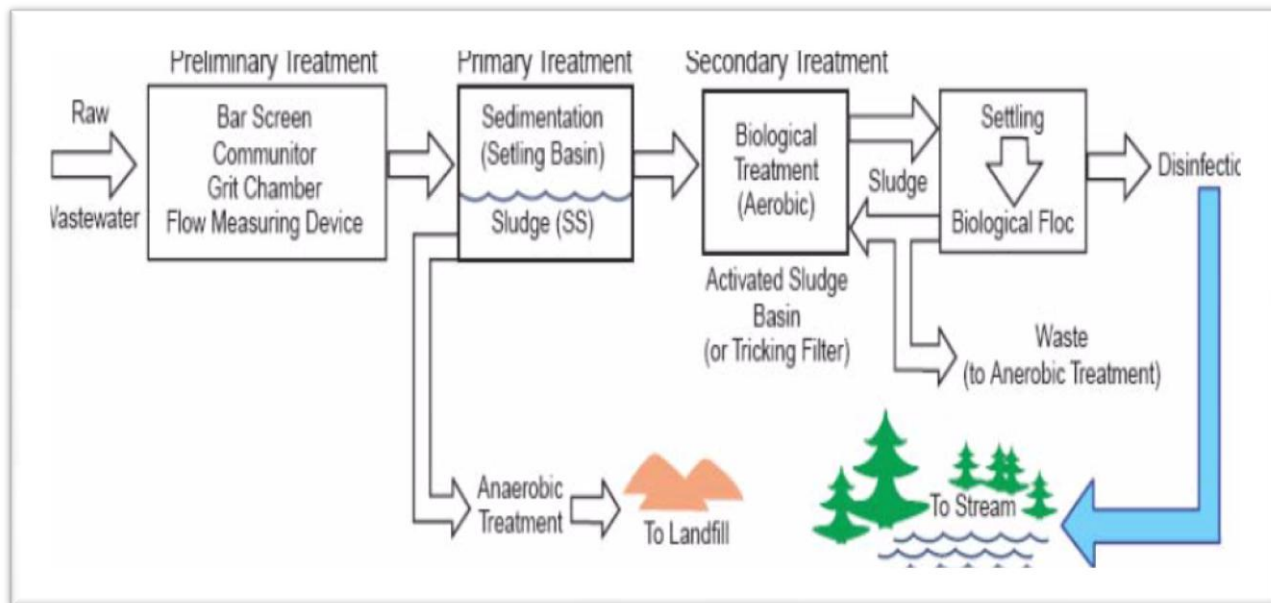 Preliminary Treatment
Primary Treatment
Secondary Treatment
Raw
Wastewater
Bar Screen
Communitor
Grit Chamber
Flow Measuring Device
Sedimentation
(Setling Basin)
Sludge (SS)
Biological
Treatment
(Aerobic)
Activated Sludge
Basin
(or Tricking Filter)
Sludge
Settling
Biological Floc
Disinfectic
Waste
(to Anerobic Treatment)
Anaerobic
Treatment
To Landfill
To Stream